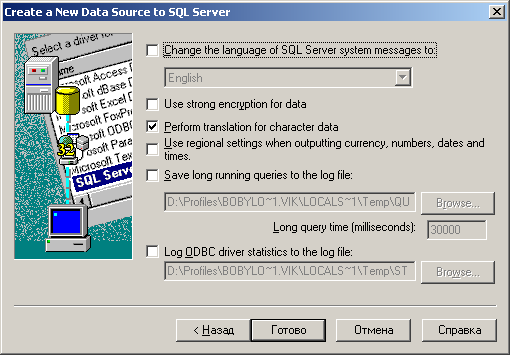 Create a New Data Source to SQL Server
Select a driver for
ame
rosoft Access D
soft dBase D
osoft Excel D
osoft FoxPro
rosoft ODBC
Microsoft Para
Microsoft Tex
SQL Serve
32
Change the language of SQL Server system messages to:
English
Use strong encryption for data
Perform translation for character data
Use regional settings when outputting currency, numbers, dates and
times.
Save long running queries to the log file:
D:\Profiles\BOBYLO~1.VIK\LOCALS~1\Temp\QU
Browse...
Long query time (milliseconds):
30000
Log ODBC driver statistics to the log file:
D:\Profiles\BOBYLO~1.VIK\LOCALS~1\Temp\ST
Browse...
< Назад
Готово
Отмена
Справка